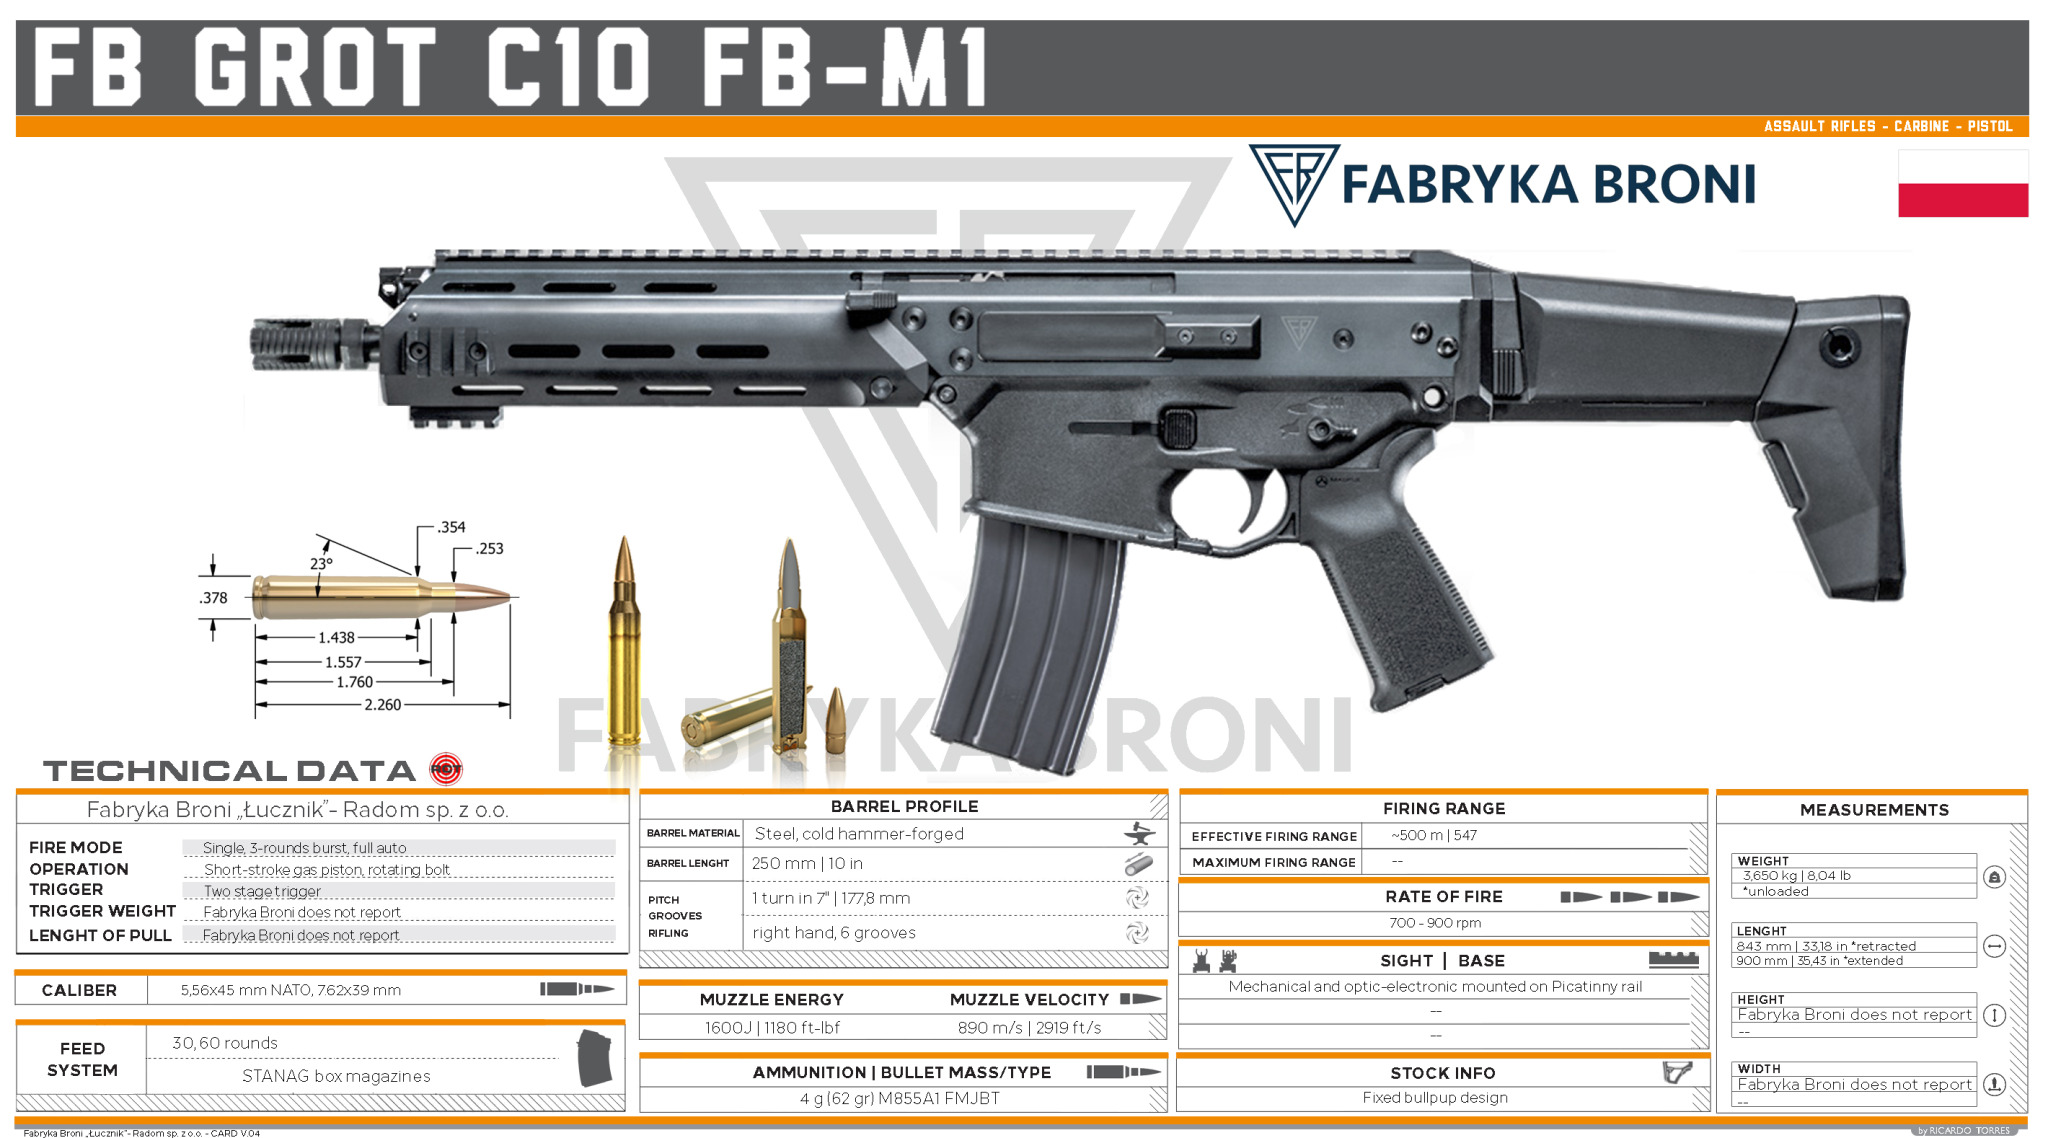 FB GROT C10 FB-M1
ASSAULT RIFLES - CARBINE - PISTOL
FABRYKA BRONI
FABRYKA BRONI
.354
.253
23°
.378
1.438
1.557
1.760
2.260
TECHNICAL DATA
Fabryka Broni „Łucznik”- Radom sp. z o.o.
FIRE MODE Single, 3-rounds burst, full auto
OPERATION Short-stroke gas piston, rotating bolt
TRIGGER Two stage trigger
TRIGGER WEIGHT Fabryka Broni does not report
LENGHT OF PULL Fabryka Broni does not report
CALIBER 5,56x45 mm NATO, 7.62x39 mm
FEED SYSTEM
30, 60 rounds
STANAG box magazines
BARREL PROFILE
BARREL MATERIAL Steel, cold hammer-forged
BARREL LENGHT 250 mm | 10 in
PITCH 1 turn in 7" | 177,8 mm
GROOVES
RIFLING right hand, 6 grooves
MUZZLE ENERGY MUZZLE VELOCITY
1600J | 1180 ft-lbf 890 m/s | 2919 ft/s
AMMUNITION | BULLET MASS/TYPE
4 g (62 gr) M855A1 FMJBT
FIRING RANGE
EFFECTIVE FIRING RANGE ~500 m | 547
MAXIMUM FIRING RANGE --
RATE OF FIRE
700 - 900 rpm
SIGHT | BASE
Mechanical and optic-electronic mounted on Picatinny rail
--
--
STOCK INFO
Fixed bullpup design
MEASUREMENTS
WEIGHT
3,650 kg | 8,04 lb
*unloaded
LENGHT
843 mm | 33,18 in *retracted
900 mm | 35,43 in *extended
HEIGHT
Fabryka Broni does not report
--
WIDTH
Fabryka Broni does not report
--
Fabryka Broni „Łucznik”- Radom sp. z o.o. - CARD V.04
by RICARDO TORRES